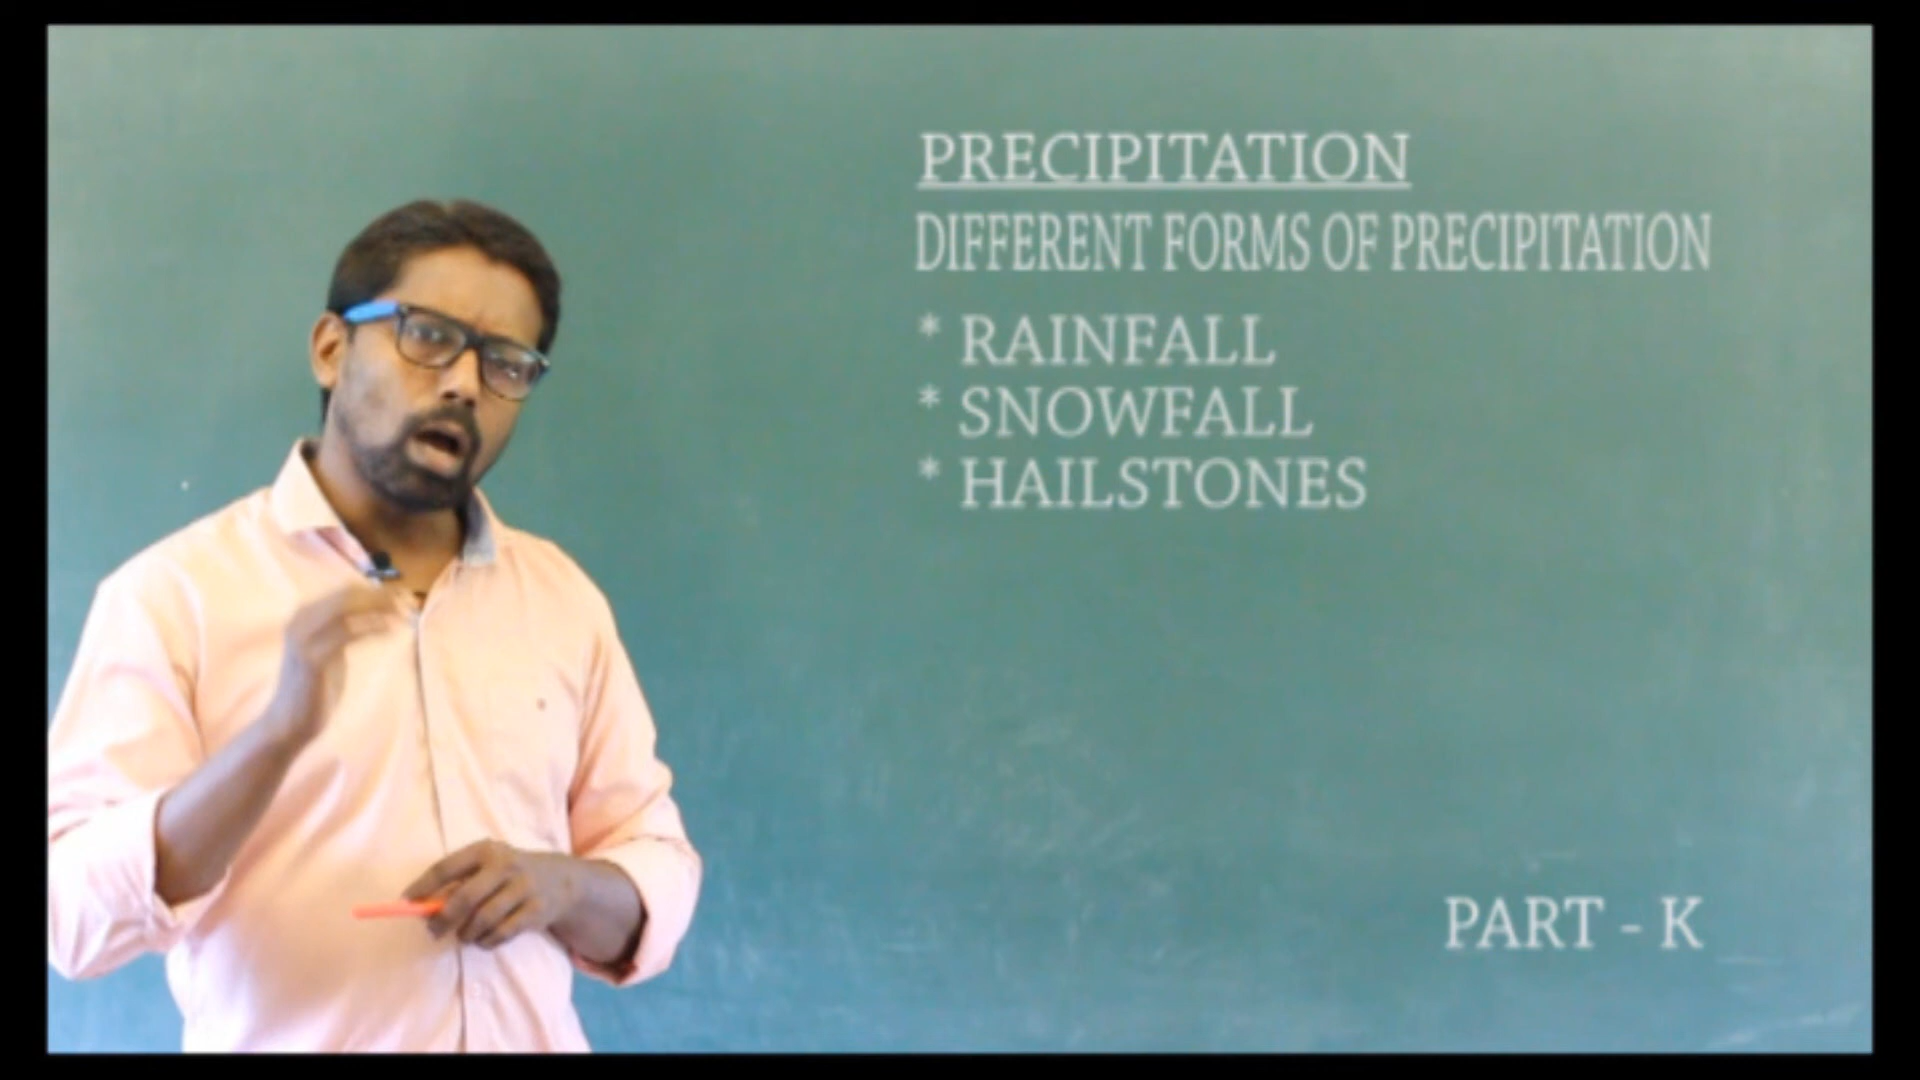 PRECIPITATION
DIFFERENT FORMS OF PRECIPITATION
* RAINFALL
* SNOWFALL
* HAILSTONES
PART - K